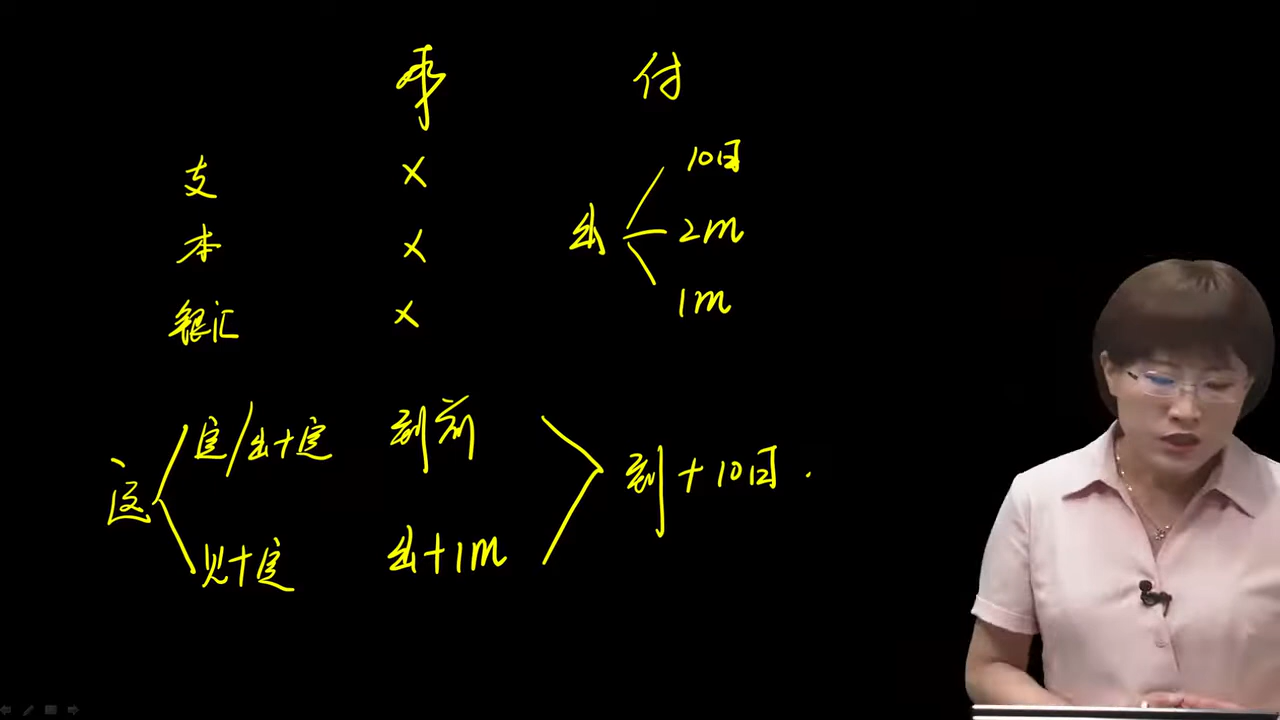 承 付
支 × 10日
本 × 出 2m
银汇 × 1m
定/出+定 到前
远 到+10日.
见+定 出+1m